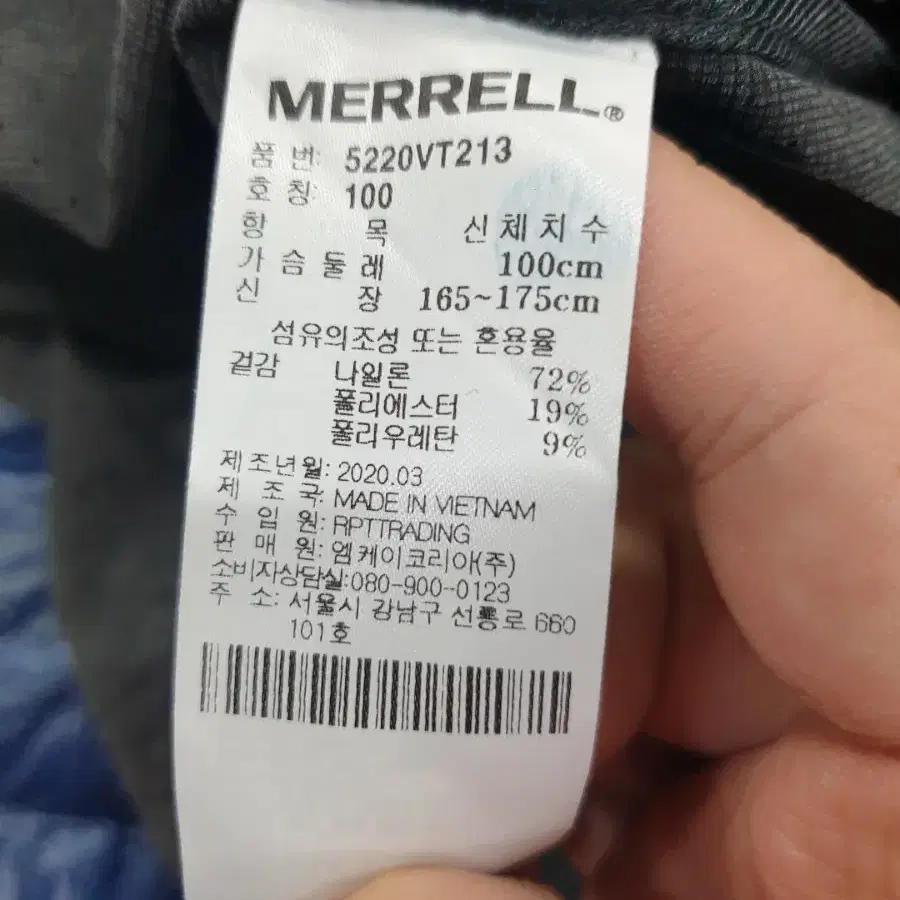 MERRELL®
품 번: 5220VT213
호 칭: 100
항 목 신체치수
가슴둘레 100cm
신 장 165~175cm
섬유의조성 또는 혼용율
겉감 나일론 72%
폴리에스터 19%
폴리우레탄 9%
제조년월: 2020.03
제 조 국: MADE IN VIETNAM
수 입 원: RPTTRADING
판 매 원: 엠케이코리아(주)
소비자상담실:080-900-0123
주 소: 서울시 강남구 선릉로 660
101호